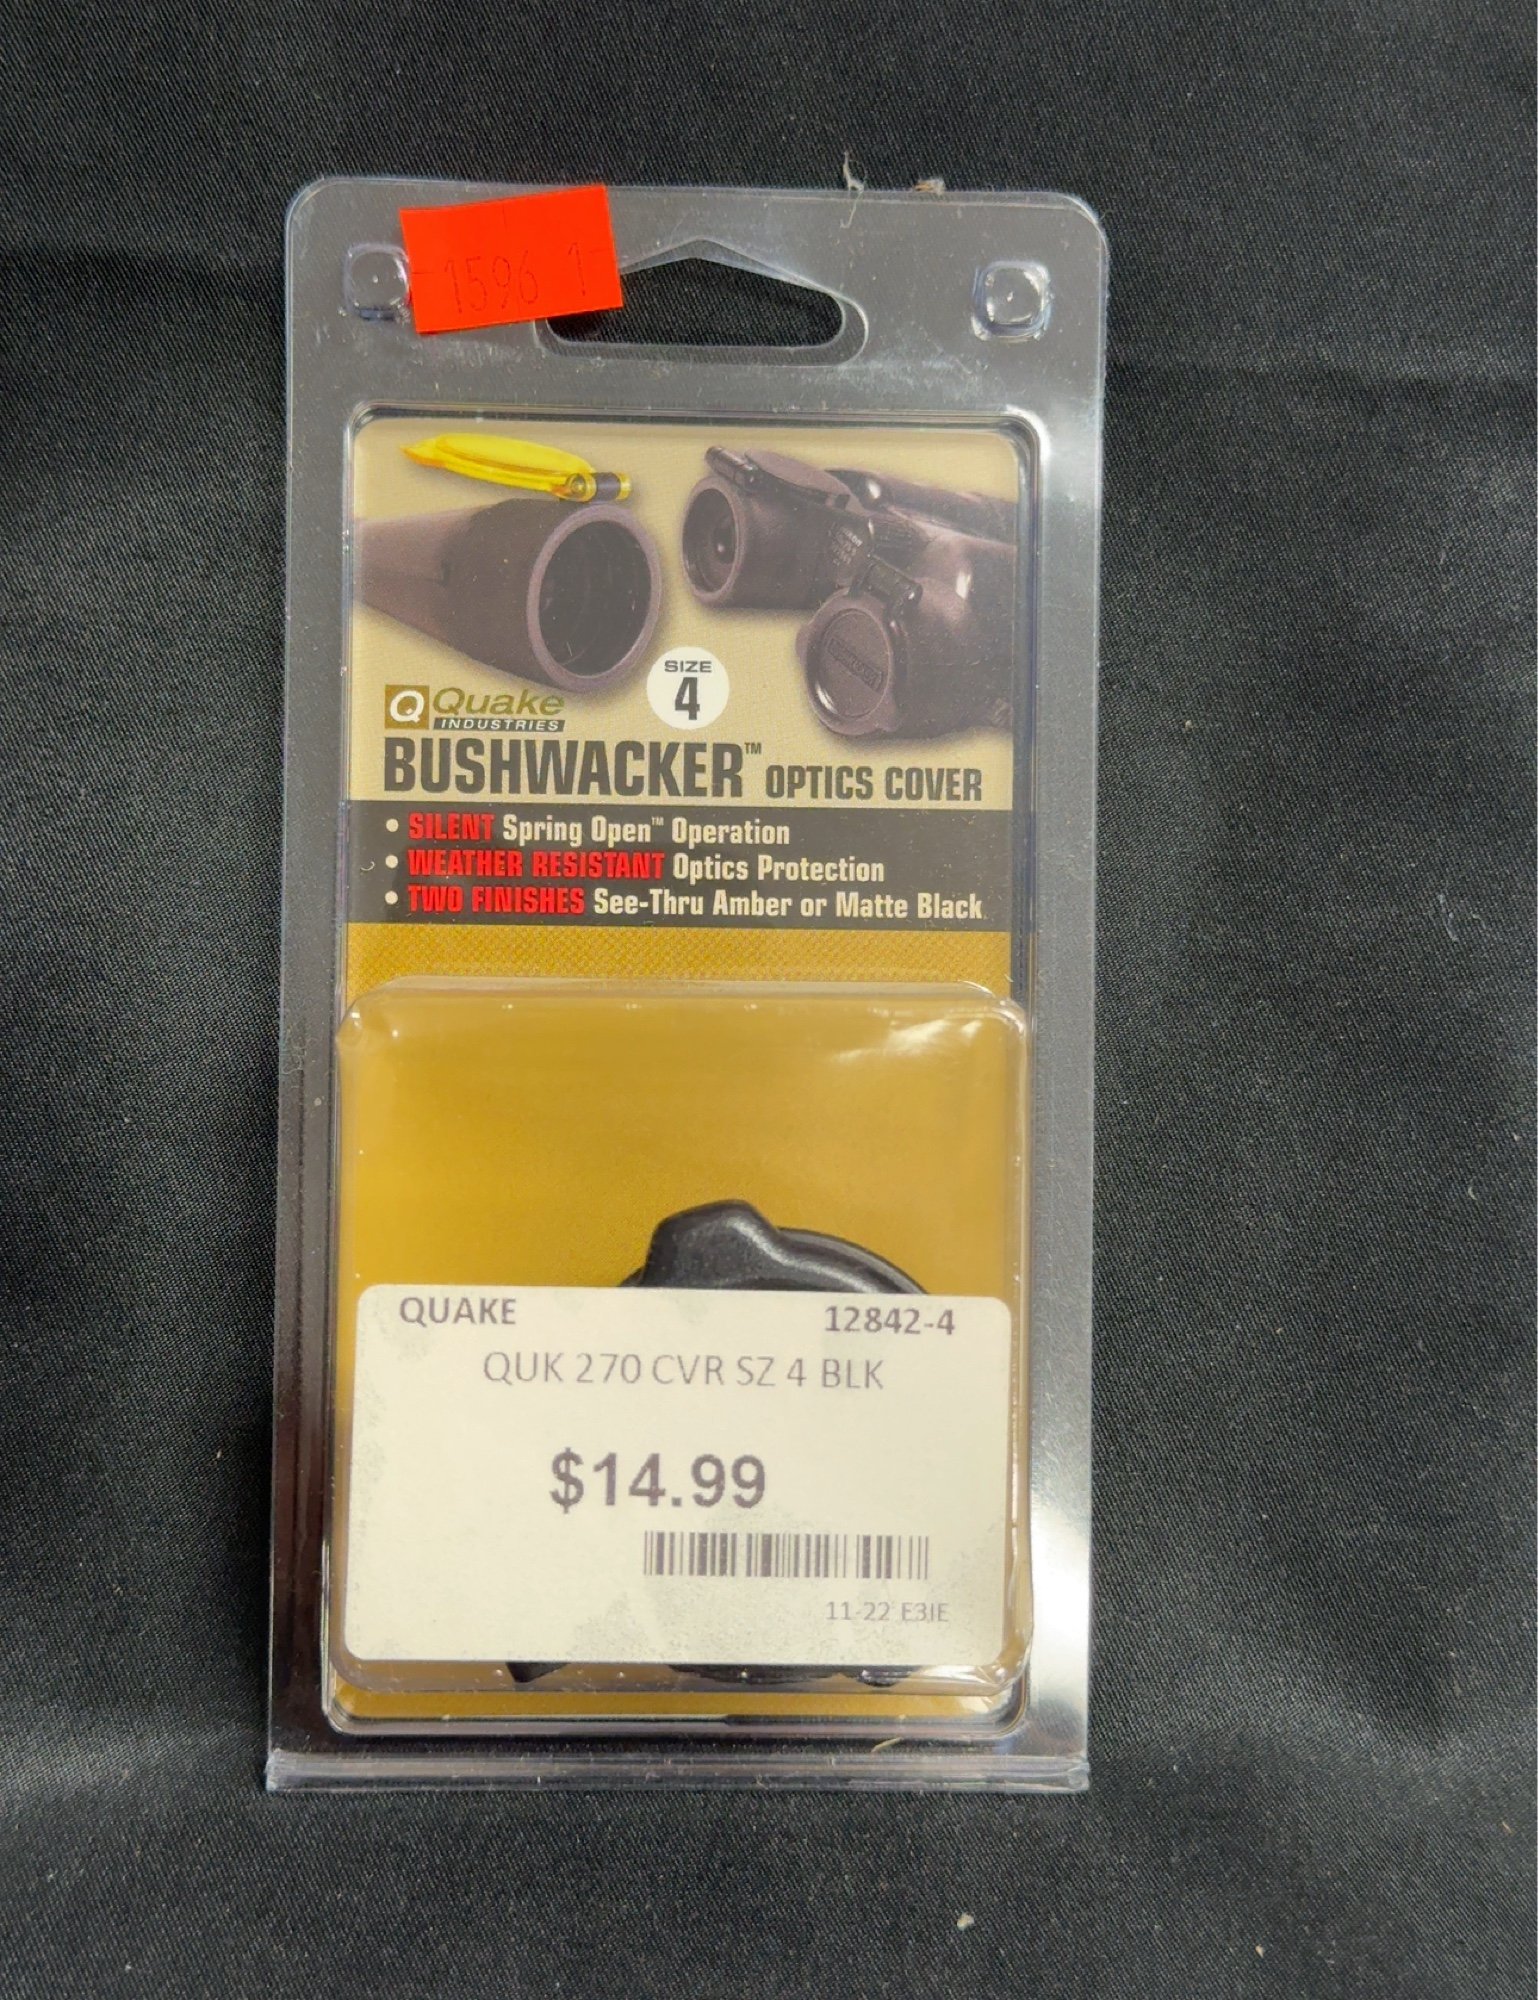 1596 1
SIZE
4
Q Quake
INDUSTRIES
BUSHWACKER™ OPTICS COVER
• SILENT Spring Open™ Operation
• WEATHER RESISTANT Optics Protection
• TWO FINISHES See-Thru Amber or Matte Black
QUAKE 12842-4
QUK 270 CVR SZ 4 BLK
$14.99
11-22 E3IE